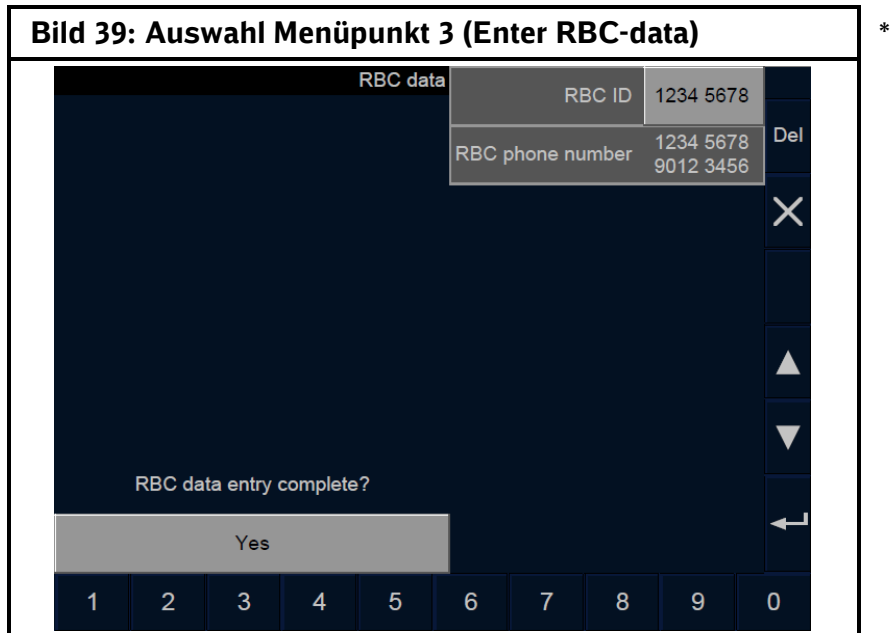 Bild 39: Auswahl Menüpunkt 3 (Enter RBC-data)
*
RBC data
RBC ID
1234 5678
RBC phone number
1234 5678
9012 3456
Del
RBC data entry complete?
Yes
1 2 3 4 5 6 7 8 9 0